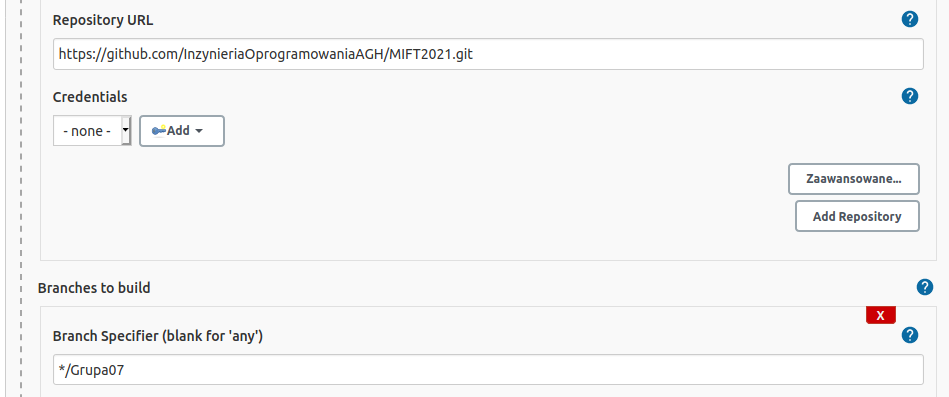 Repository URL
?
https://github.com/InzynieriaOprogramowaniaAGH/MIFT2021.git
Credentials
?
- none -
Add
Zaawansowane...
Add Repository
Branches to build
?
X
Branch Specifier (blank for 'any')
?
*/Grupa07